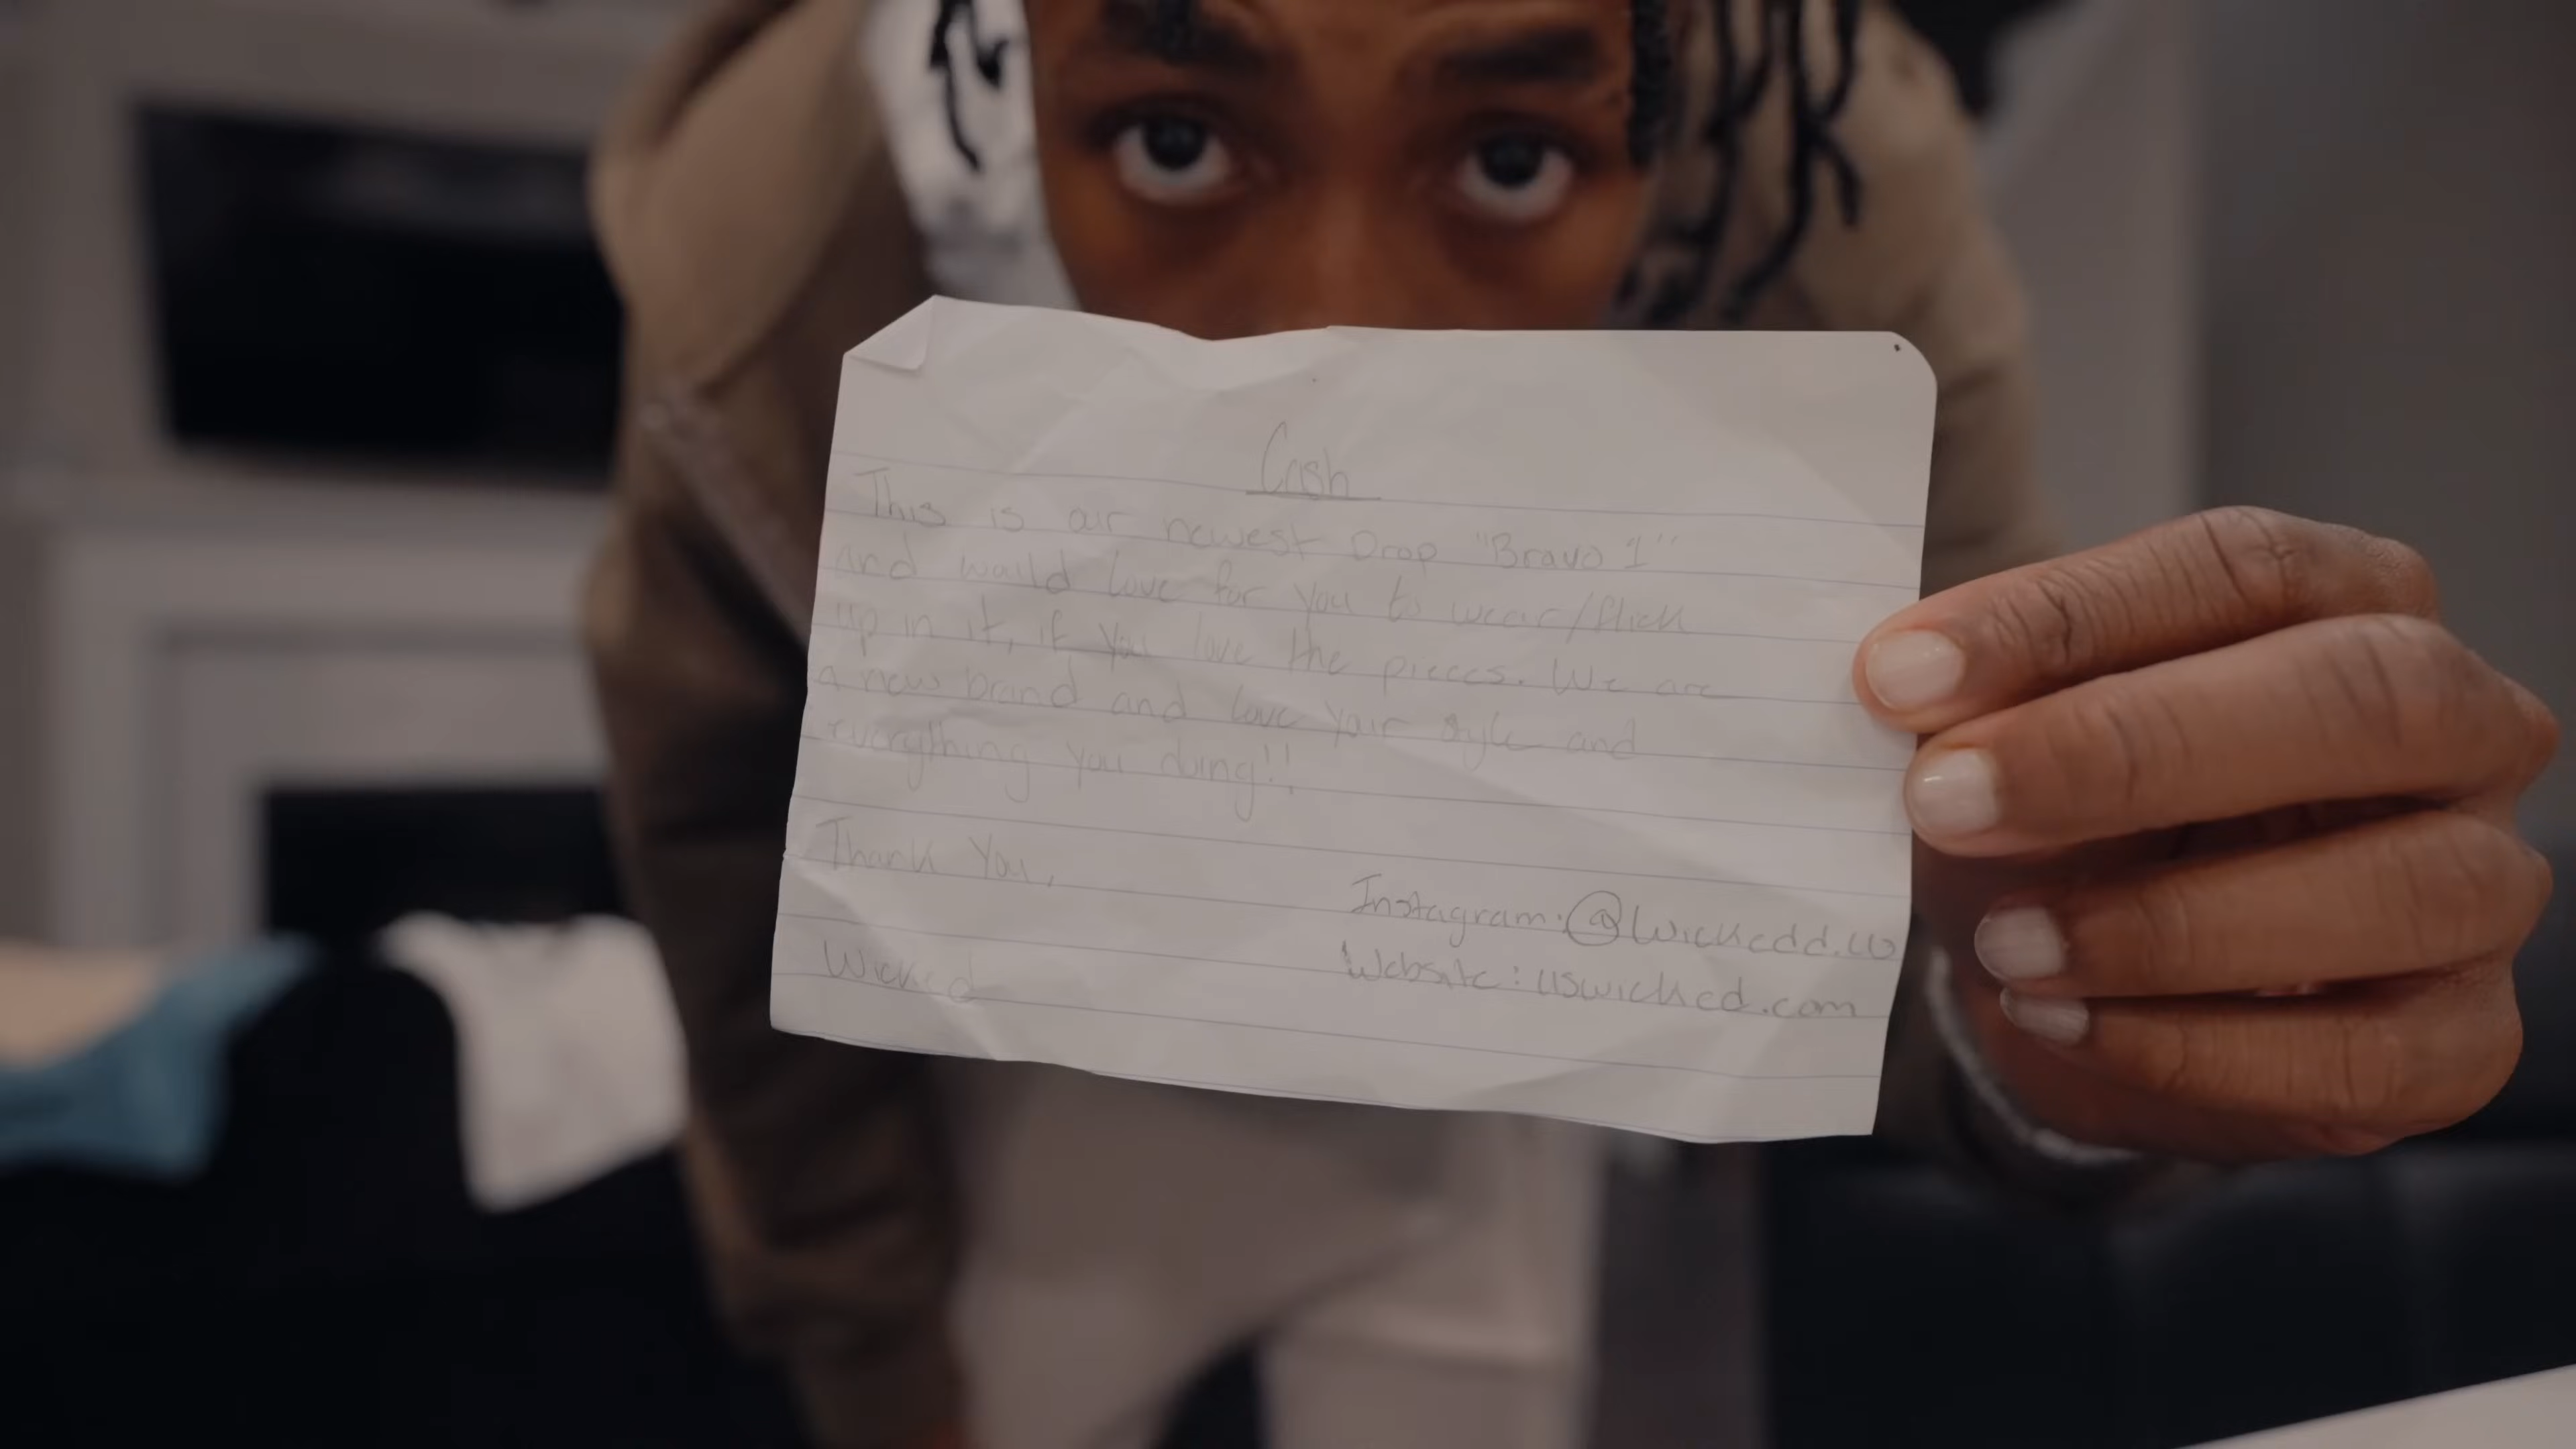 Cash
This is our newest Drop "Bravo 1"
and would love for you to wear/flick
up in it, if you love the pieces. We are
a new brand and love your style and
everything you doing!!
Thank You,
Instagram: @wickedd.co
Wicked
Website: uswicked.com